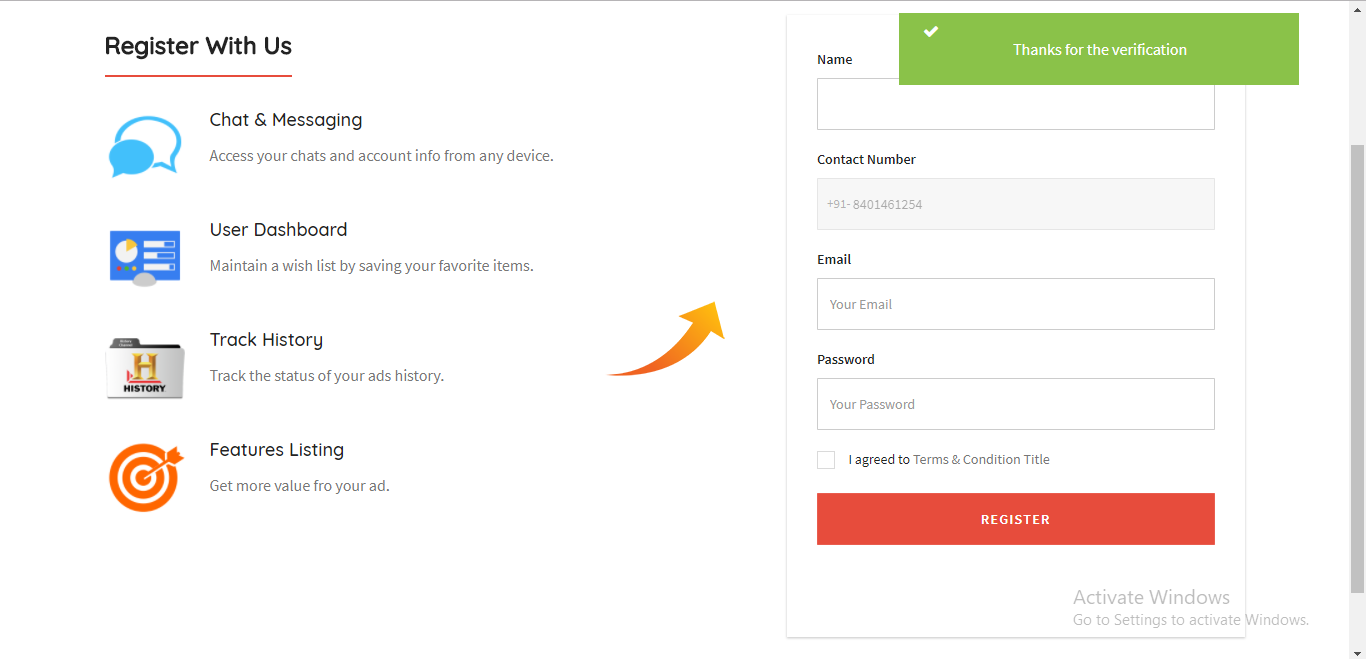 Register With Us
Chat & Messaging
Access your chats and account info from any device.
User Dashboard
Maintain a wish list by saving your favorite items.
Track History
Track the status of your ads history.
H
HISTORY
Features Listing
Get more value fro your ad.
Thanks for the verification
Name
Contact Number
+91- 8401461254
Email
Your Email
Password
Your Password
I agreed to Terms & Condition Title
REGISTER
Activate Windows
Go to Settings to activate Windows.